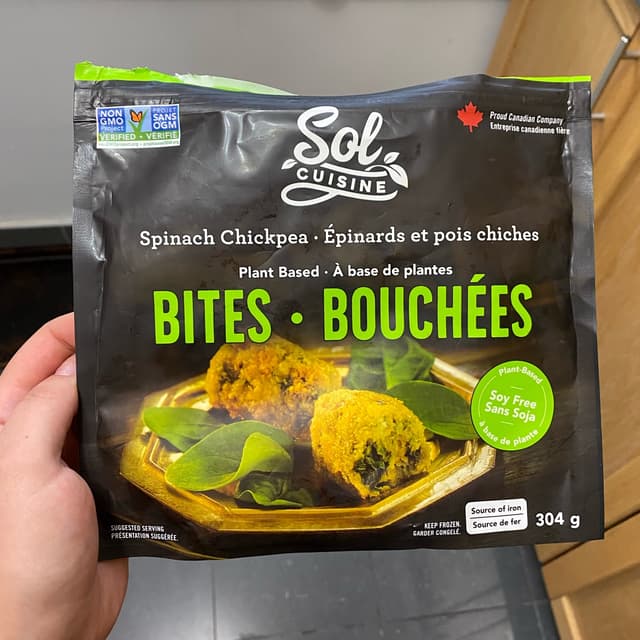 NON
GMO
Project
PROJET
SANS
OGM
VERIFIED • VÉRIFIÉ
Sol
CUISINE
Proud Canadian Company
Entreprise canadienne fière
Spinach Chickpea · Épinards et pois chiches
Plant Based · À base de plantes
BITES · BOUCHÉES
Plant-Based
Soy Free
Sans Soja
à base de plante
SUGGESTED SERVING
PRÉSENTATION SUGGÉRÉE.
KEEP FROZEN.
GARDER CONGELÉ.
Source of iron
Source de fer
304 g